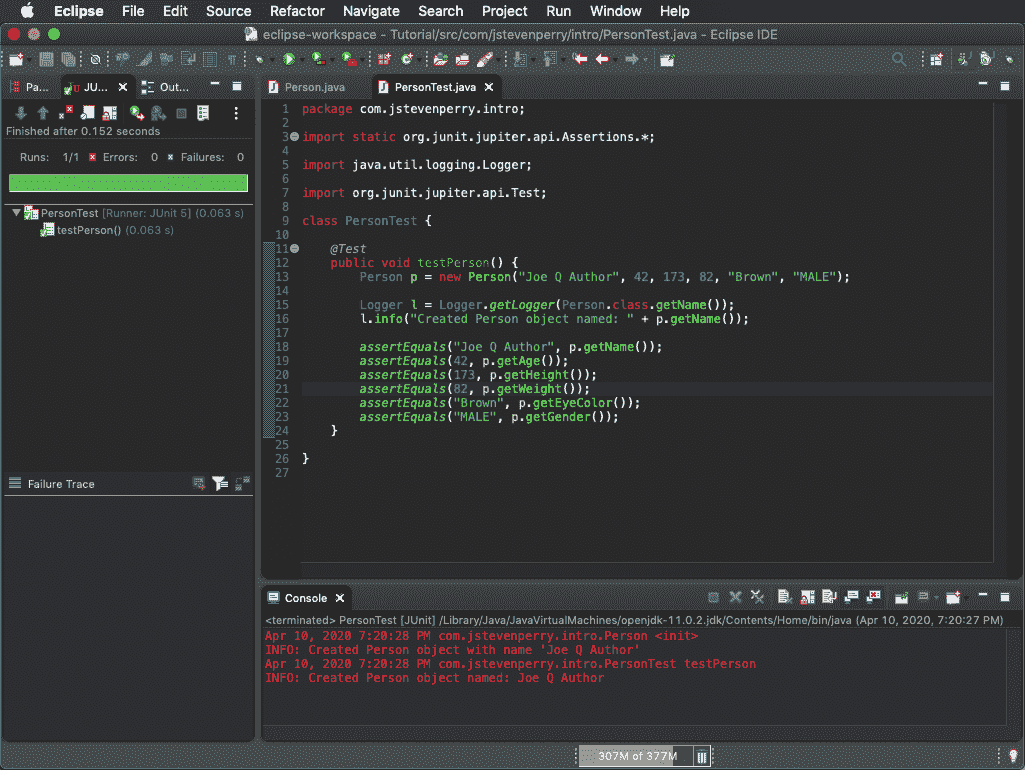 Eclipse File Edit Source Refactor Navigate Search Project Run Window Help
eclipse-workspace - Tutorial/src/com/jstevenperry/intro/PersonTest.java - Eclipse IDE
Pa... JU... Out...
Finished after 0.152 seconds
Runs: 1/1 Errors: 0 Failures: 0
PersonTest [Runner: JUnit 5] (0.063 s)
testPerson() (0.063 s)
Failure Trace
Person.java PersonTest.java
1 package com.jstevenperry.intro;
2
3 import static org.junit.jupiter.api.Assertions.*;
4
5 import java.util.logging.Logger;
6
7 import org.junit.jupiter.api.Test;
8
9 class PersonTest {
10
11 @Test
12 public void testPerson() {
13 Person p = new Person("Joe Q Author", 42, 173, 82, "Brown", "MALE");
14
15 Logger l = Logger.getLogger(Person.class.getName());
16 l.info("Created Person object named: " + p.getName());
17
18 assertEquals("Joe Q Author", p.getName());
19 assertEquals(42, p.getAge());
20 assertEquals(173, p.getHeight());
21 assertEquals(82, p.getWeight());
22 assertEquals("Brown", p.getEyeColor());
23 assertEquals("MALE", p.getGender());
24 }
25
26 }
27
Console
<terminated> PersonTest [JUnit] /Library/Java/JavaVirtualMachines/openjdk-11.0.2.jdk/Contents/Home/bin/java (Apr 10, 2020, 7:20:27 PM)
Apr 10, 2020 7:20:28 PM com.jstevenperry.intro.Person <init>
INFO: Created Person object with name 'Joe Q Author'
Apr 10, 2020 7:20:28 PM com.jstevenperry.intro.PersonTest testPerson
INFO: Created Person object named: Joe Q Author
307M of 377M